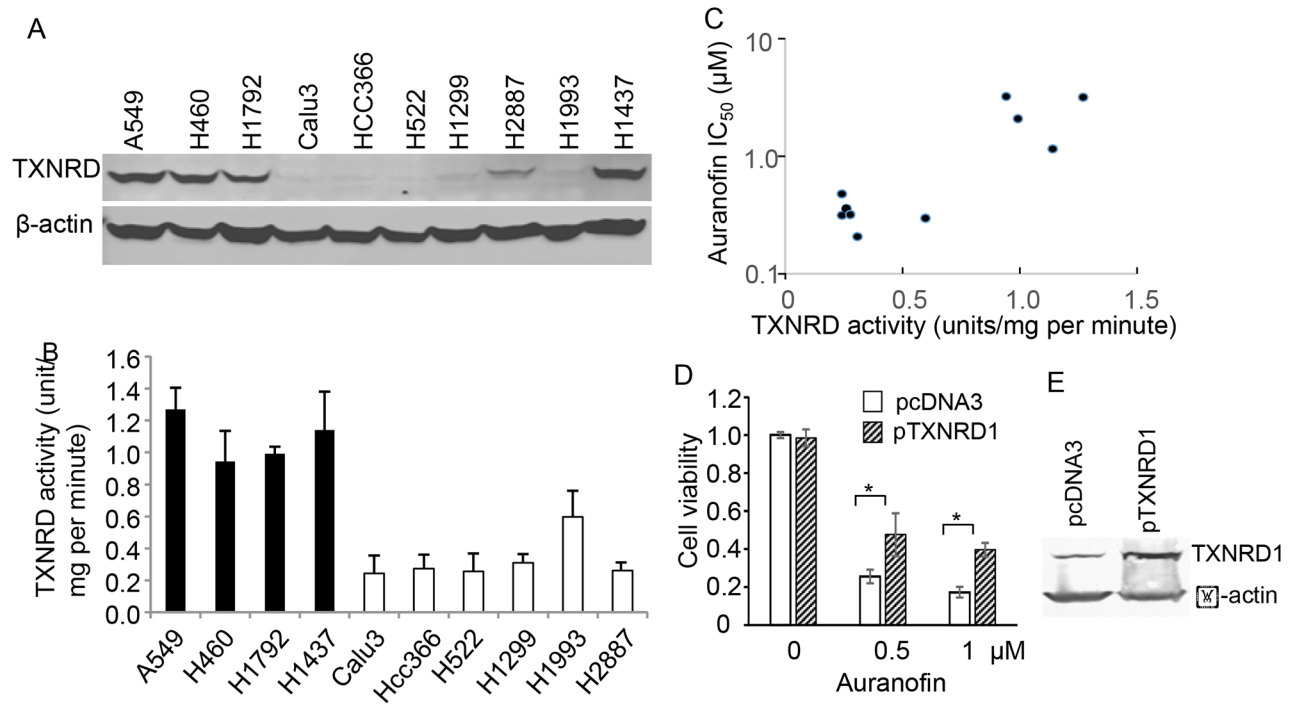 A
A549
H460
H1792
Calu3
HCC366
H522
H1299
H2887
H1993
H1437
TXNRD
β-actin
B
TXNRD activity (unit/
mg per minute)
1.6
1.4
1.2
1.0
0.8
0.6
0.4
0.2
0.0
A549
H460
H1792
H1437
Calu3
Hcc366
H522
H1299
H1993
H2887
C
Auranofin IC50 (µM)
10
1.0
0.1
0
0.5
1.0
1.5
TXNRD activity (units/mg per minute)
D
Cell viability
1.2
1.0
0.8
0.6
0.4
0.2
0
pcDNA3
pTXNRD1
*
*
0
0.5
1 µM
Auranofin
E
pcDNA3
pTXNRD1
TXNRD1
-actin